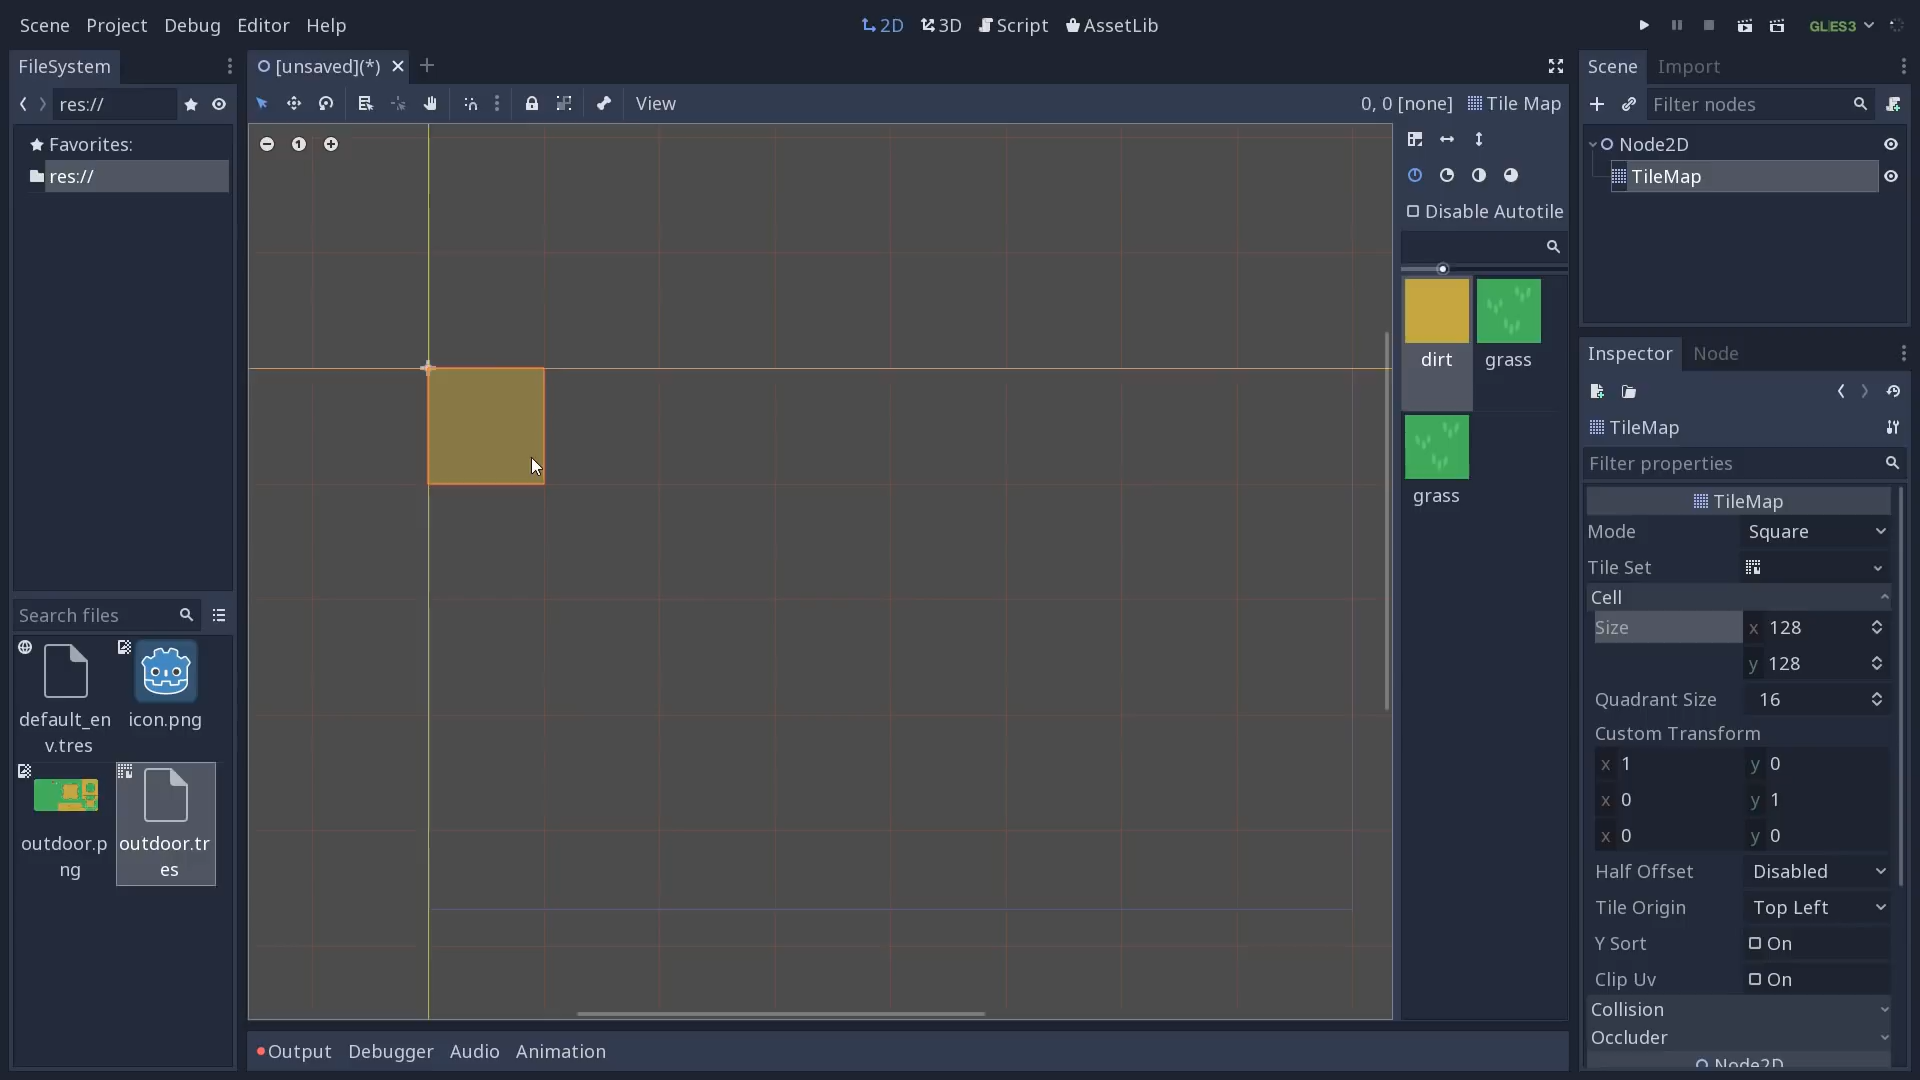 Scene Project Debug Editor Help
2D 3D Script AssetLib
GLES3
FileSystem
res://
Favorites:
res://
Search files
default_en
v.tres
icon.png
outdoor.p
ng
outdoor.tr
es
[unsaved](*)
View
0, 0 [none] Tile Map
1
Disable Autotile
dirt
grass
grass
Output Debugger Audio Animation
Scene Import
Filter nodes
Node2D
TileMap
Inspector Node
TileMap
Filter properties
TileMap
Mode Square
Tile Set
Cell
Size x 128
y 128
Quadrant Size 16
Custom Transform
x 1 y 0
x 0 y 1
x 0 y 0
Half Offset Disabled
Tile Origin Top Left
Y Sort On
Clip Uv On
Collision
Occluder
Node2D